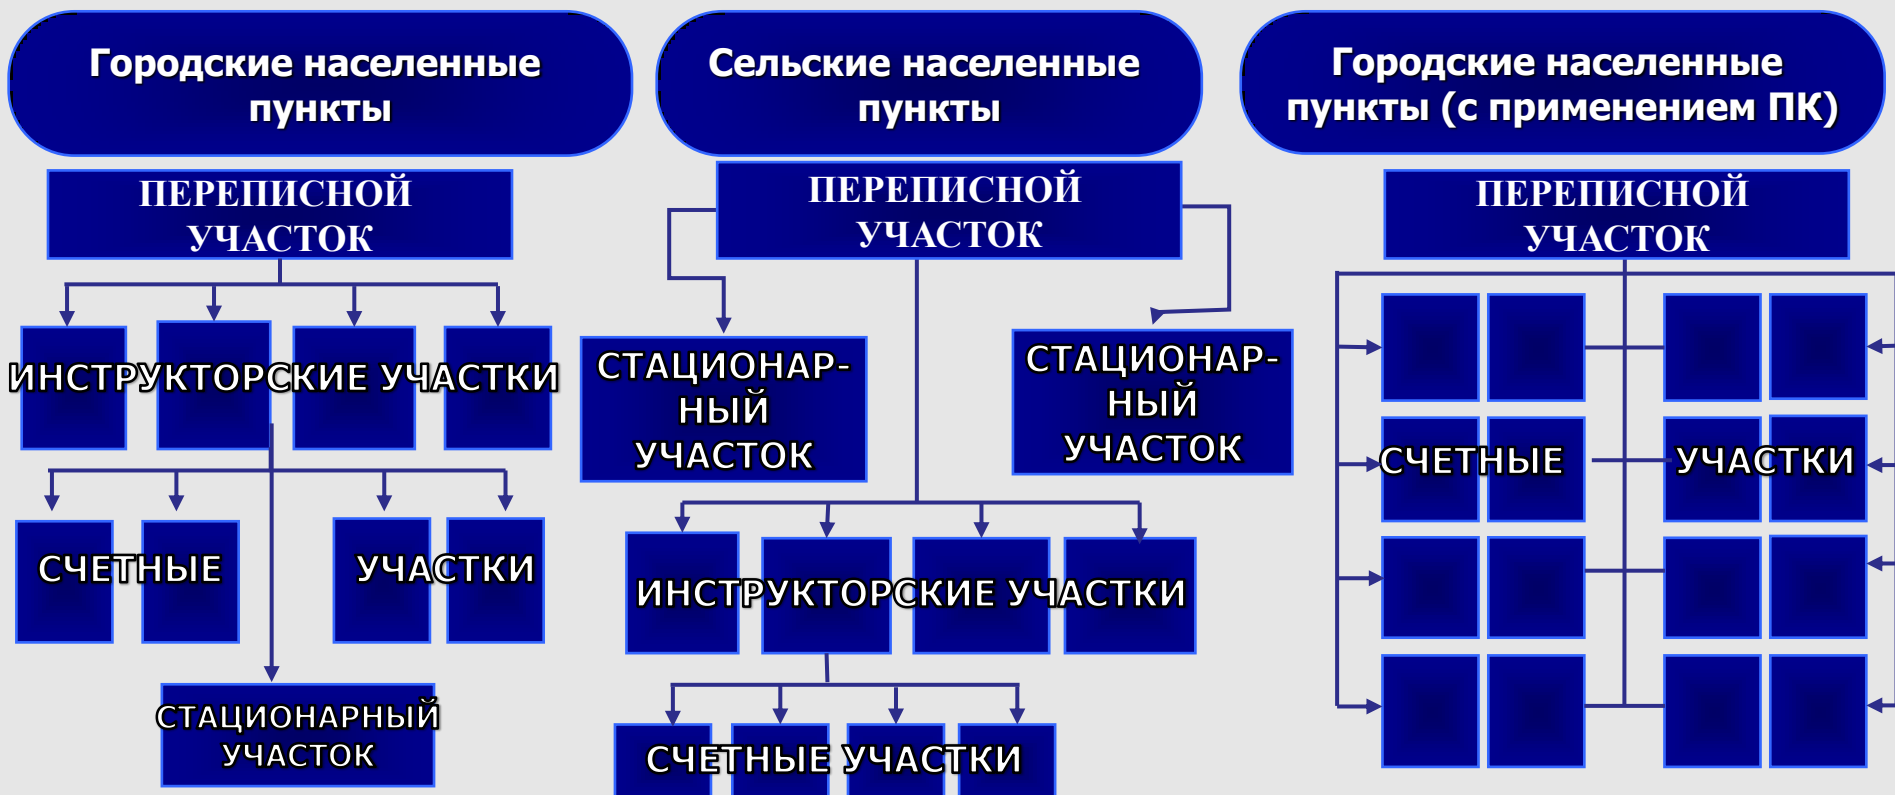 Городские населенные
пункты
ПЕРЕПИСНОЙ
УЧАСТОК
ИНСТРУКТОРСКИЕ УЧАСТКИ
СЧЕТНЫЕ УЧАСТКИ
СТАЦИОНАРНЫЙ
УЧАСТОК
Сельские населенные
пункты
ПЕРЕПИСНОЙ
УЧАСТОК
СТАЦИОНАР-
НЫЙ
УЧАСТОК
СТАЦИОНАР-
НЫЙ
УЧАСТОК
ИНСТРУКТОРСКИЕ УЧАСТКИ
СЧЕТНЫЕ УЧАСТКИ
Городские населенные
пункты (с применением ПК)
ПЕРЕПИСНОЙ
УЧАСТОК
СЧЕТНЫЕ УЧАСТКИ